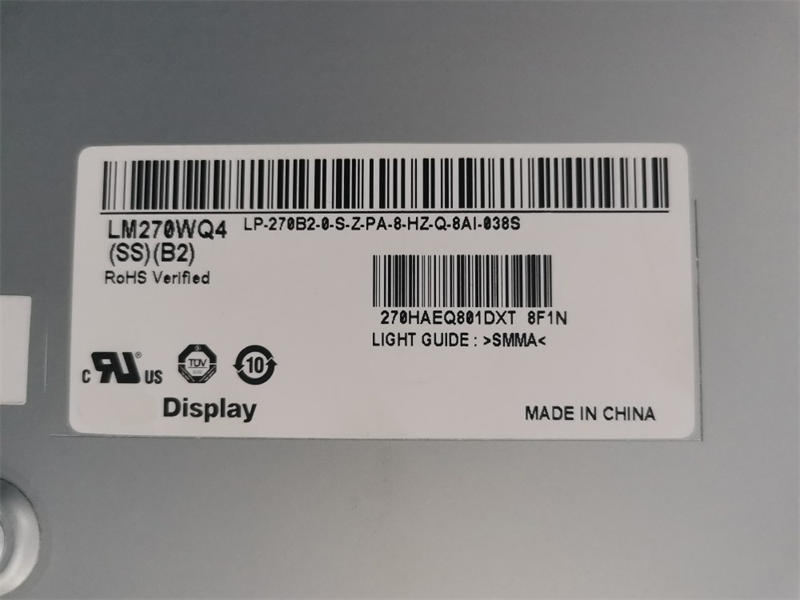 LM270WQ4 LP-270B2-0-S-Z-PA-8-HZ-Q-8AI-038S
(SS)(B2)
RoHS Verified
270HAEQ801DXT 8F1N
LIGHT GUIDE : >SMMA<
c RU US ® TÜV 10
Display
MADE IN CHINA